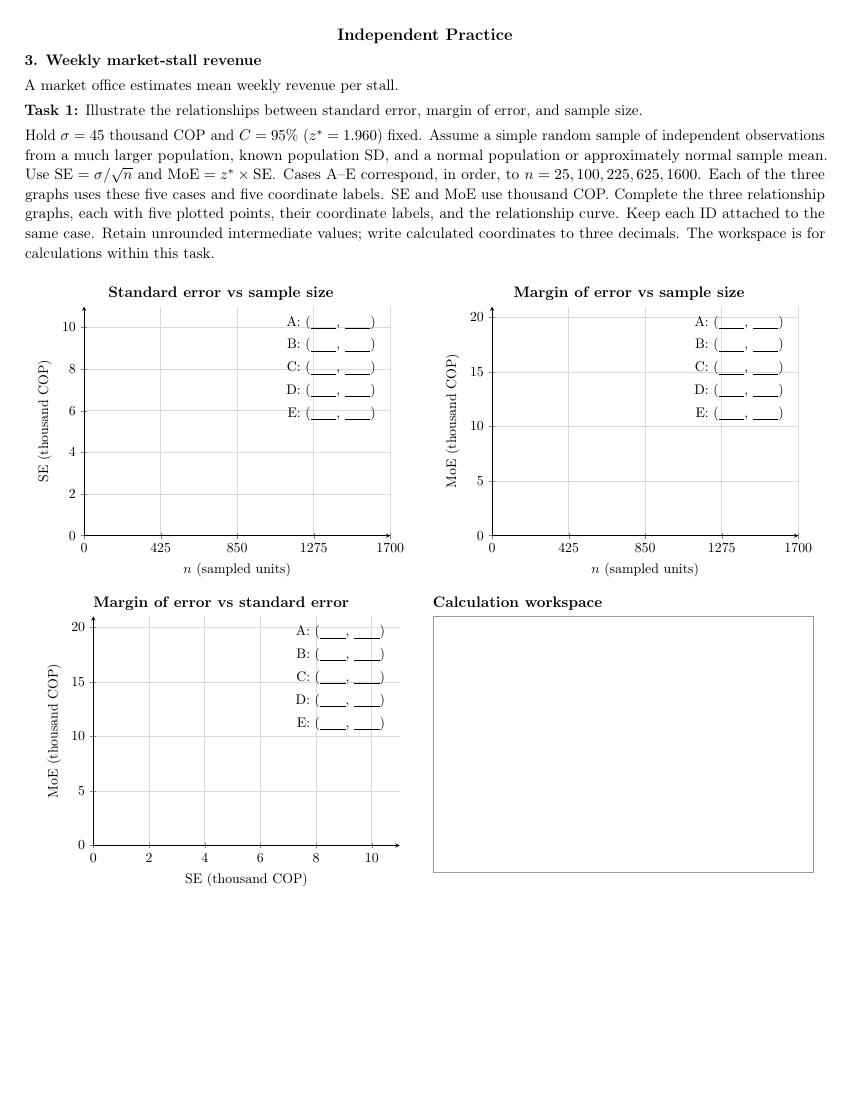 Independent Practice
3. Weekly market-stall revenue
A market office estimates mean weekly revenue per stall.
Task 1: Illustrate the relationships between standard error, margin of error, and sample size.
Hold σ = 45 thousand COP and C = 95% (z* = 1.960) fixed. Assume a simple random sample of independent observations
from a much larger population, known population SD, and a normal population or approximately normal sample mean.
Use SE = σ/√n and MoE = z* × SE. Cases A–E correspond, in order, to n = 25, 100, 225, 625, 1600. Each of the three
graphs uses these five cases and five coordinate labels. SE and MoE use thousand COP. Complete the three relationship
graphs, each with five plotted points, their coordinate labels, and the relationship curve. Keep each ID attached to the
same case. Retain unrounded intermediate values; write calculated coordinates to three decimals. The workspace is for
calculations within this task.
Standard error vs sample size
A: (___, ___)
B: (___, ___)
C: (___, ___)
D: (___, ___)
E: (___, ___)
10
8
6
4
2
0
0 425 850 1275 1700
SE (thousand COP)
n (sampled units)
Margin of error vs sample size
A: (___, ___)
B: (___, ___)
C: (___, ___)
D: (___, ___)
E: (___, ___)
20
15
10
5
0
0 425 850 1275 1700
MoE (thousand COP)
n (sampled units)
Margin of error vs standard error
A: (___, ___)
B: (___, ___)
C: (___, ___)
D: (___, ___)
E: (___, ___)
20
15
10
5
0
0 2 4 6 8 10
MoE (thousand COP)
SE (thousand COP)
Calculation workspace